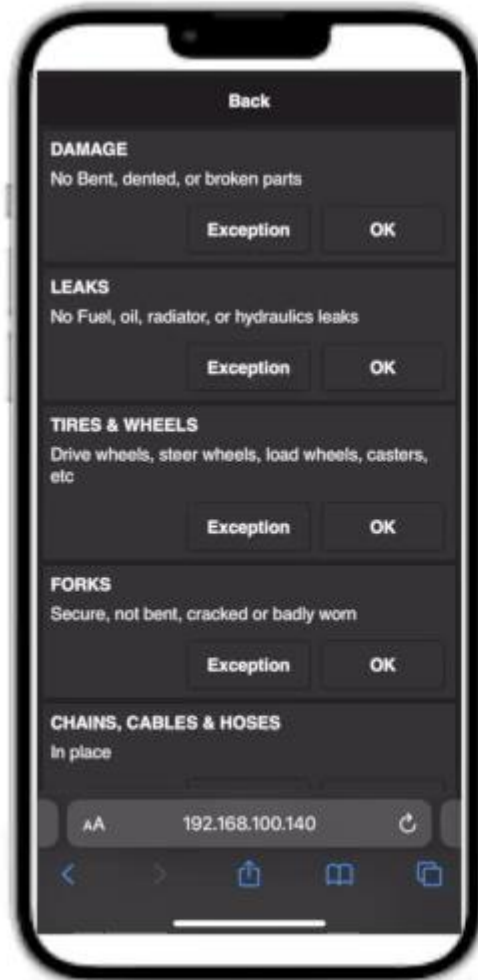 Back
DAMAGE
No Bent, dented, or broken parts
Exception OK
LEAKS
No Fuel, oil, radiator, or hydraulics leaks
Exception OK
TIRES & WHEELS
Drive wheels, steer wheels, load wheels, casters,
etc
Exception OK
FORKS
Secure, not bent, cracked or badly worn
Exception OK
CHAINS, CABLES & HOSES
In place
AA 192.168.100.140